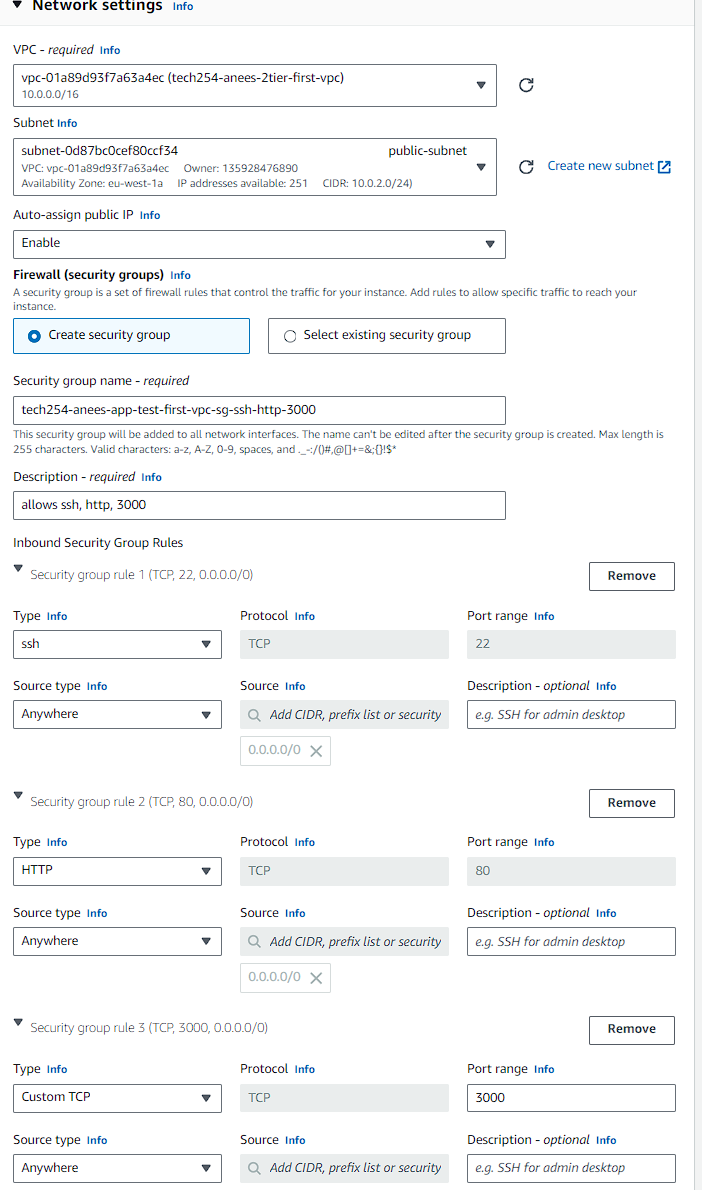 Network settings Info
VPC - required Info
vpc-01a89d93f7a63a4ec (tech254-anees-2tier-first-vpc)
10.0.0.0/16
Subnet Info
subnet-0d87bc0cef80ccf34 public-subnet
VPC: vpc-01a89d93f7a63a4ec Owner: 135928476890
Availability Zone: eu-west-1a IP addresses available: 251 CIDR: 10.0.2.0/24)
Create new subnet
Auto-assign public IP Info
Enable
Firewall (security groups) Info
A security group is a set of firewall rules that control the traffic for your instance. Add rules to allow specific traffic to reach your
instance.
Create security group Select existing security group
Security group name - required
tech254-anees-app-test-first-vpc-sg-ssh-http-3000
This security group will be added to all network interfaces. The name can't be edited after the security group is created. Max length is
255 characters. Valid characters: a-z, A-Z, 0-9, spaces, and ._-:/()#,@[]+=&;{}!$*
Description - required Info
allows ssh, http, 3000
Inbound Security Group Rules
Security group rule 1 (TCP, 22, 0.0.0.0/0) Remove
Type Info Protocol Info Port range Info
ssh TCP 22
Source type Info Source Info Description - optional Info
Anywhere Add CIDR, prefix list or security e.g. SSH for admin desktop
0.0.0.0/0
Security group rule 2 (TCP, 80, 0.0.0.0/0) Remove
Type Info Protocol Info Port range Info
HTTP TCP 80
Source type Info Source Info Description - optional Info
Anywhere Add CIDR, prefix list or security e.g. SSH for admin desktop
0.0.0.0/0
Security group rule 3 (TCP, 3000, 0.0.0.0/0) Remove
Type Info Protocol Info Port range Info
Custom TCP TCP 3000
Source type Info Source Info Description - optional Info
Anywhere Add CIDR, prefix list or security e.g. SSH for admin desktop